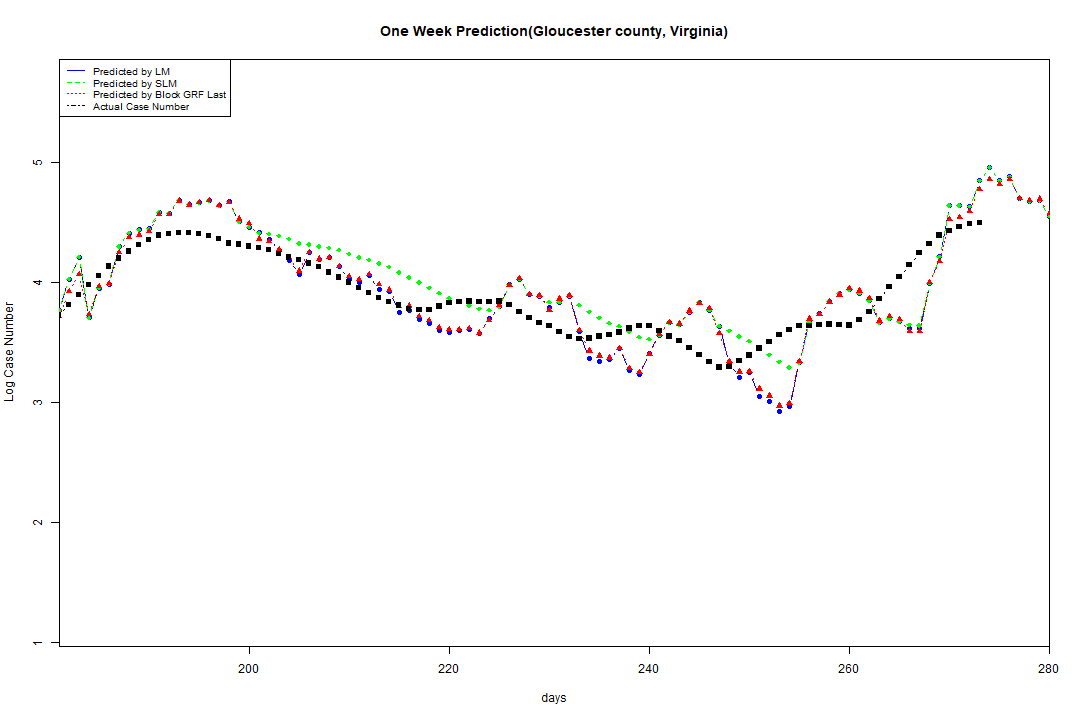 One Week Prediction(Gloucester county, Virginia)
Predicted by LM
Predicted by SLM
Predicted by Block GRF Last
Actual Case Number
5
4
3
2
1
Log Case Number
200 220 240 260 280
days